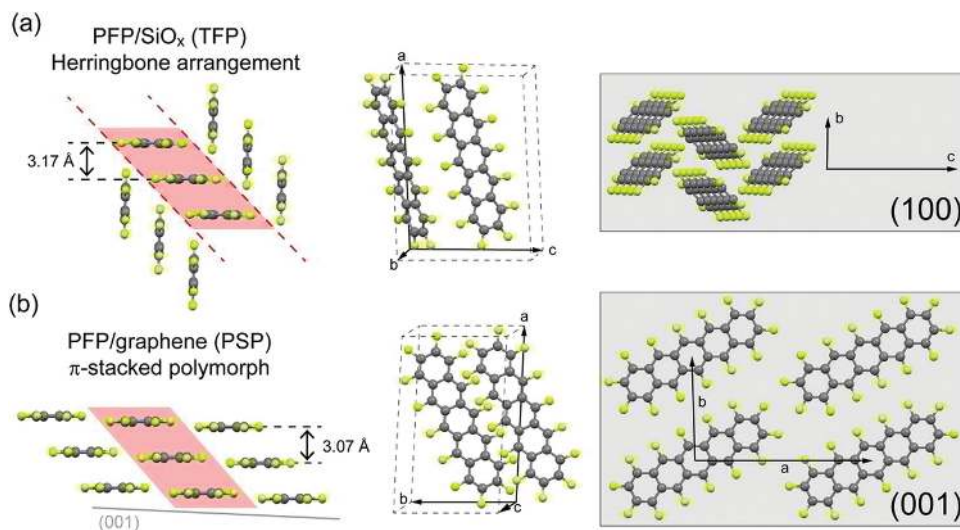 (a)
PFP/SiOₓ (TFP)
Herringbone arrangement
3.17 Å
a
b
c
b
c
(100)
(b)
PFP/graphene (PSP)
π-stacked polymorph
3.07 Å
(001)
a
b
c
b
a
(001)